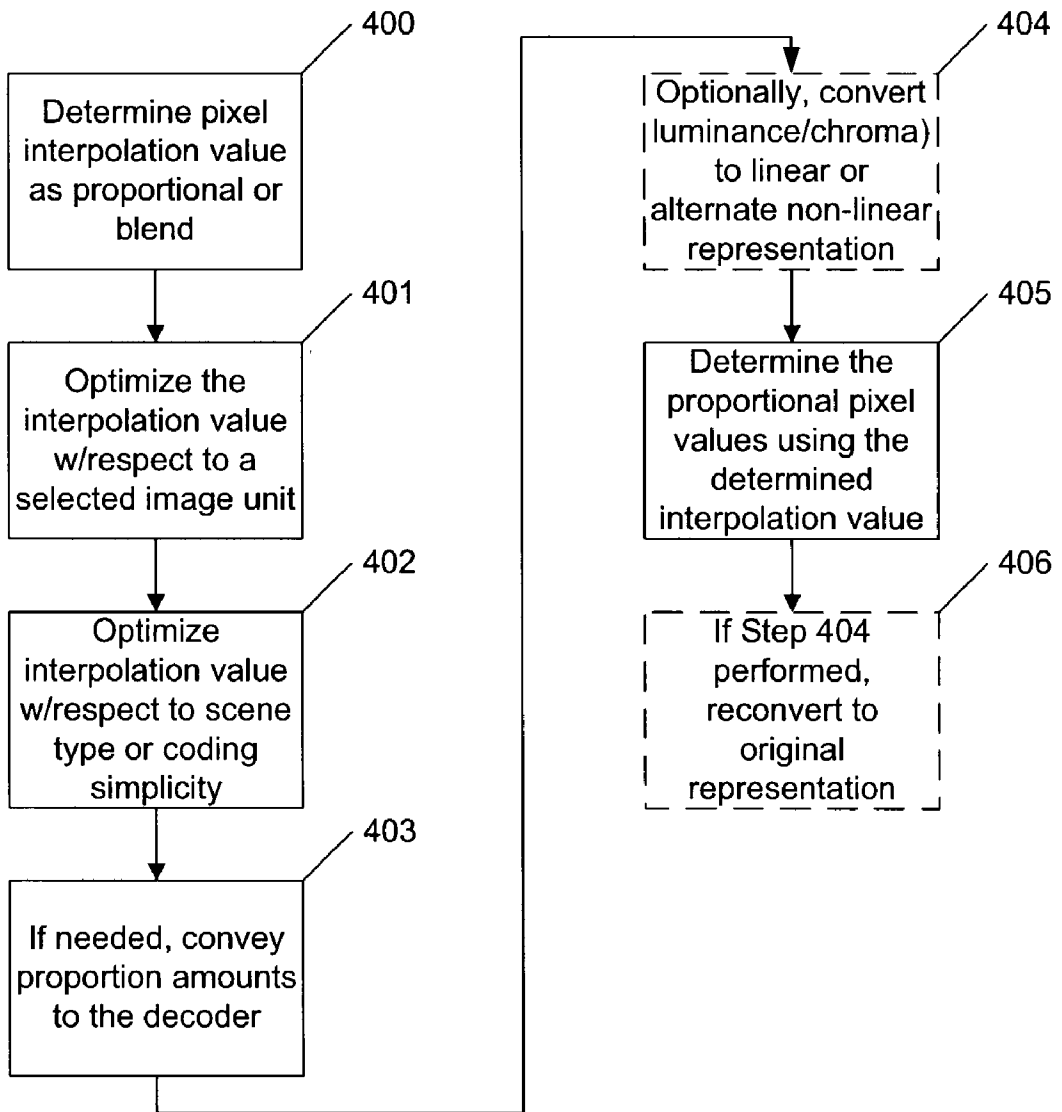 400
Determine pixel
interpolation value
as proportional or
blend
401
Optimize the
interpolation value
w/respect to a
selected image unit
402
Optimize
interpolation value
w/respect to scene
type or coding
simplicity
403
If needed, convey
proportion amounts
to the decoder
404
Optionally, convert
luminance/chroma)
to linear or
alternate non-linear
representation
405
Determine the
proportional pixel
values using the
determined
interpolation value
406
If Step 404
performed,
reconvert to
original
representation